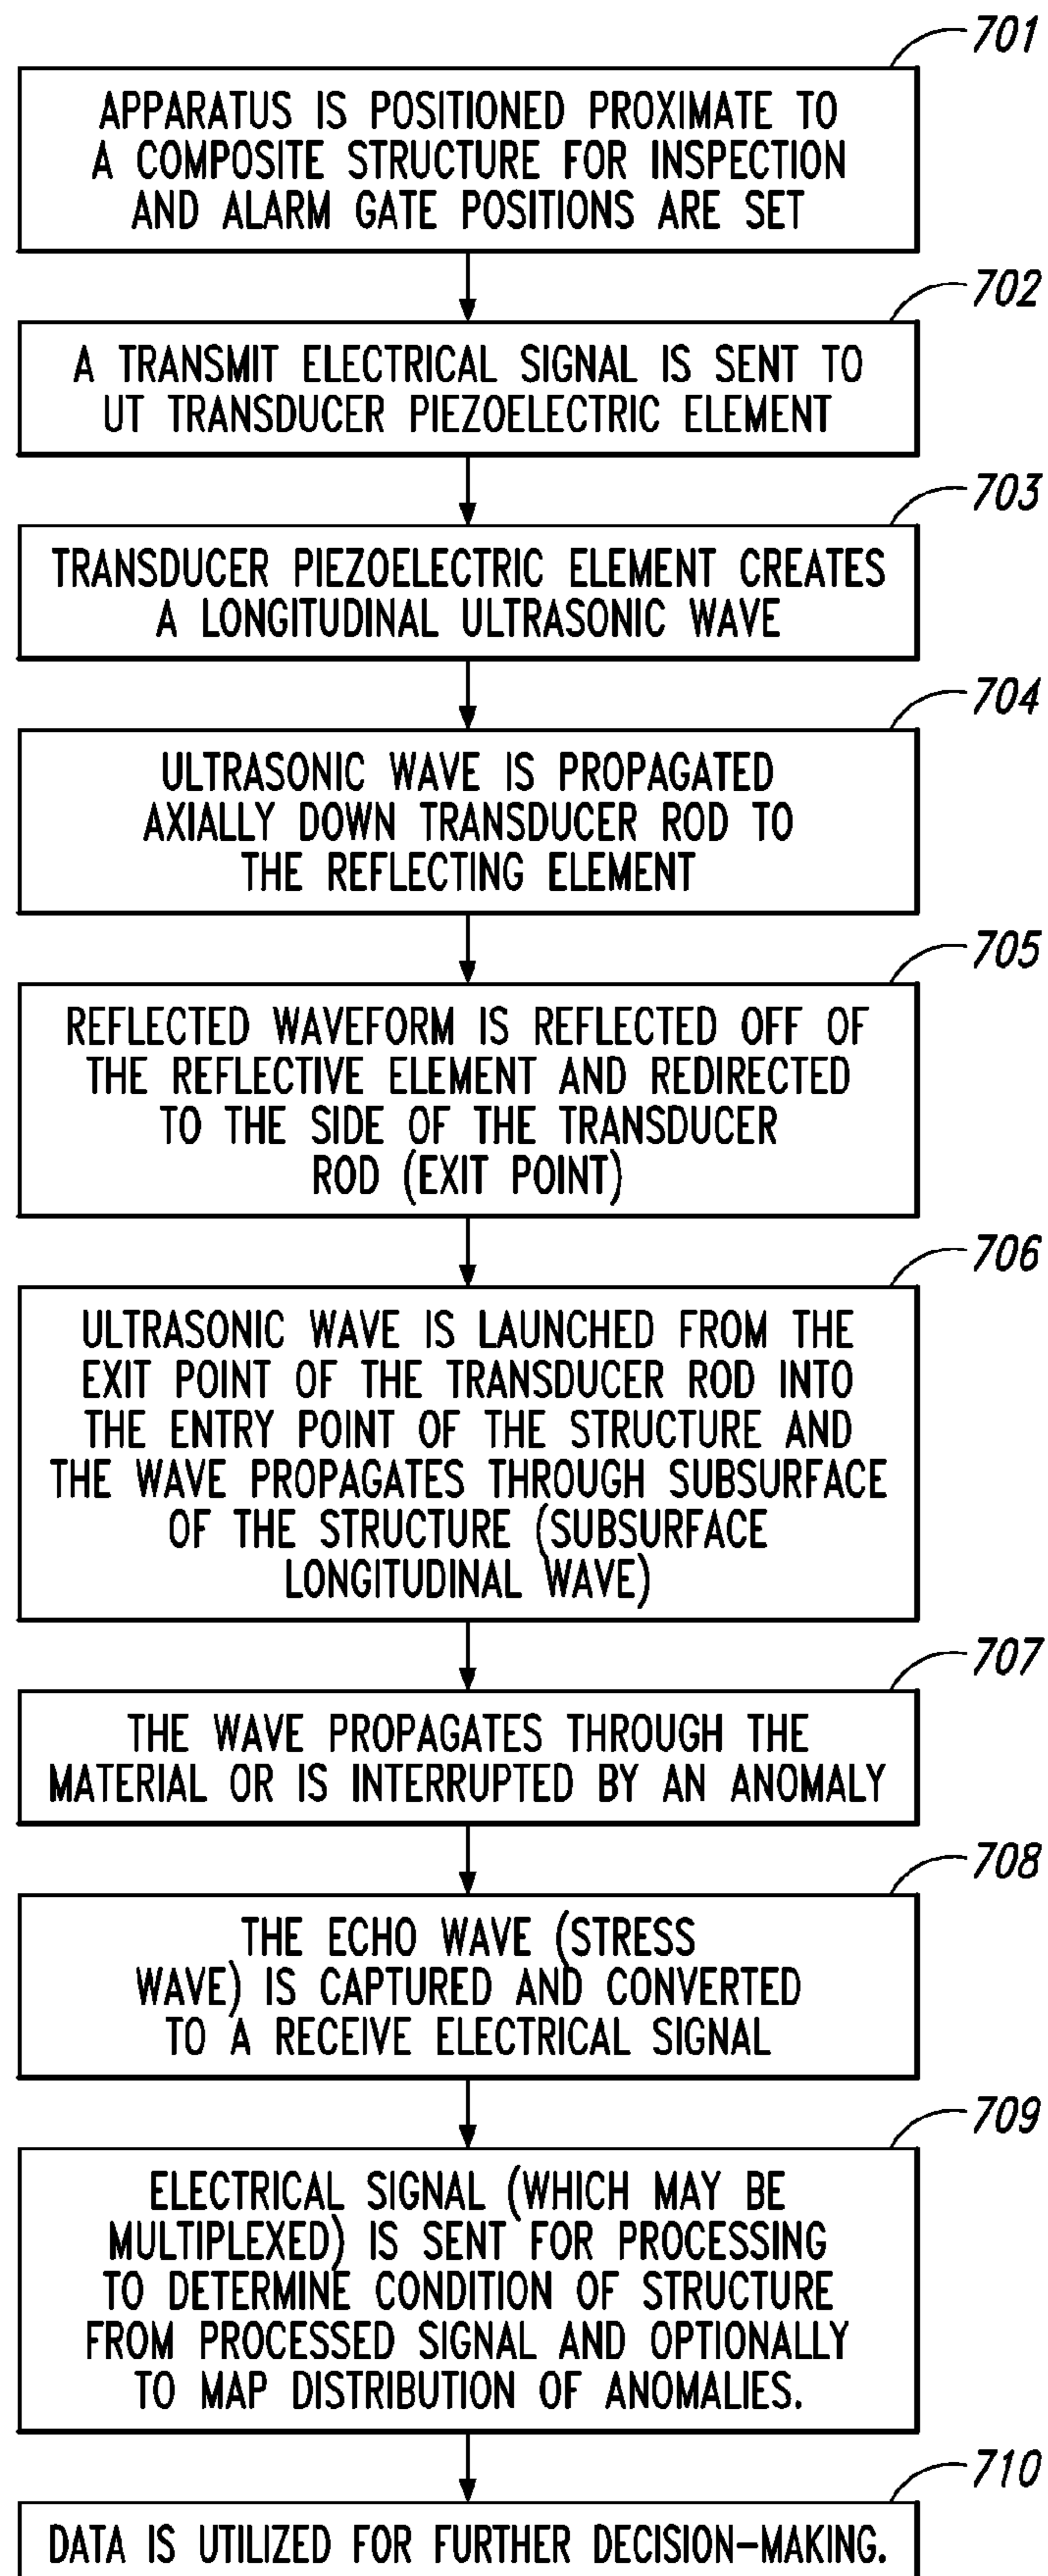 701
APPARATUS IS POSITIONED PROXIMATE TO
A COMPOSITE STRUCTURE FOR INSPECTION
AND ALARM GATE POSITIONS ARE SET
702
A TRANSMIT ELECTRICAL SIGNAL IS SENT TO
UT TRANSDUCER PIEZOELECTRIC ELEMENT
703
TRANSDUCER PIEZOELECTRIC ELEMENT CREATES
A LONGITUDINAL ULTRASONIC WAVE
704
ULTRASONIC WAVE IS PROPAGATED
AXIALLY DOWN TRANSDUCER ROD TO
THE REFLECTING ELEMENT
705
REFLECTED WAVEFORM IS REFLECTED OFF OF
THE REFLECTIVE ELEMENT AND REDIRECTED
TO THE SIDE OF THE TRANSDUCER
ROD (EXIT POINT)
706
ULTRASONIC WAVE IS LAUNCHED FROM THE
EXIT POINT OF THE TRANSDUCER ROD INTO
THE ENTRY POINT OF THE STRUCTURE AND
THE WAVE PROPAGATES THROUGH SUBSURFACE
OF THE STRUCTURE (SUBSURFACE
LONGITUDINAL WAVE)
707
THE WAVE PROPAGATES THROUGH THE
MATERIAL OR IS INTERRUPTED BY AN ANOMALY
708
THE ECHO WAVE (STRESS
WAVE) IS CAPTURED AND CONVERTED
TO A RECEIVE ELECTRICAL SIGNAL
709
ELECTRICAL SIGNAL (WHICH MAY BE
MULTIPLEXED) IS SENT FOR PROCESSING
TO DETERMINE CONDITION OF STRUCTURE
FROM PROCESSED SIGNAL AND OPTIONALLY
TO MAP DISTRIBUTION OF ANOMALIES.
710
DATA IS UTILIZED FOR FURTHER DECISION-MAKING.